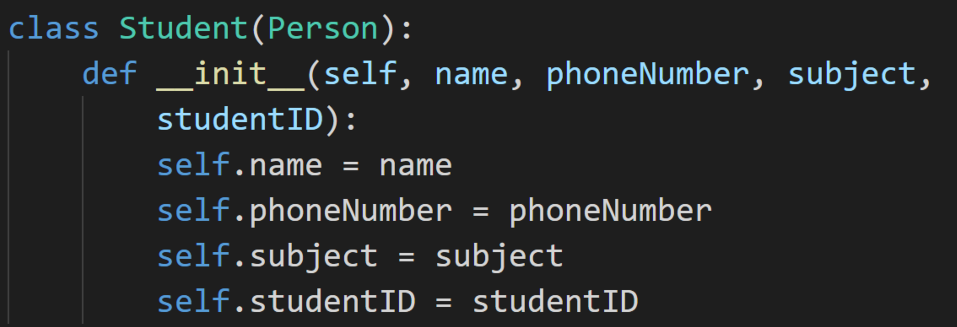 class Student(Person):
    def __init__(self, name, phoneNumber, subject,
        studentID):
        self.name = name
        self.phoneNumber = phoneNumber
        self.subject = subject
        self.studentID = studentID